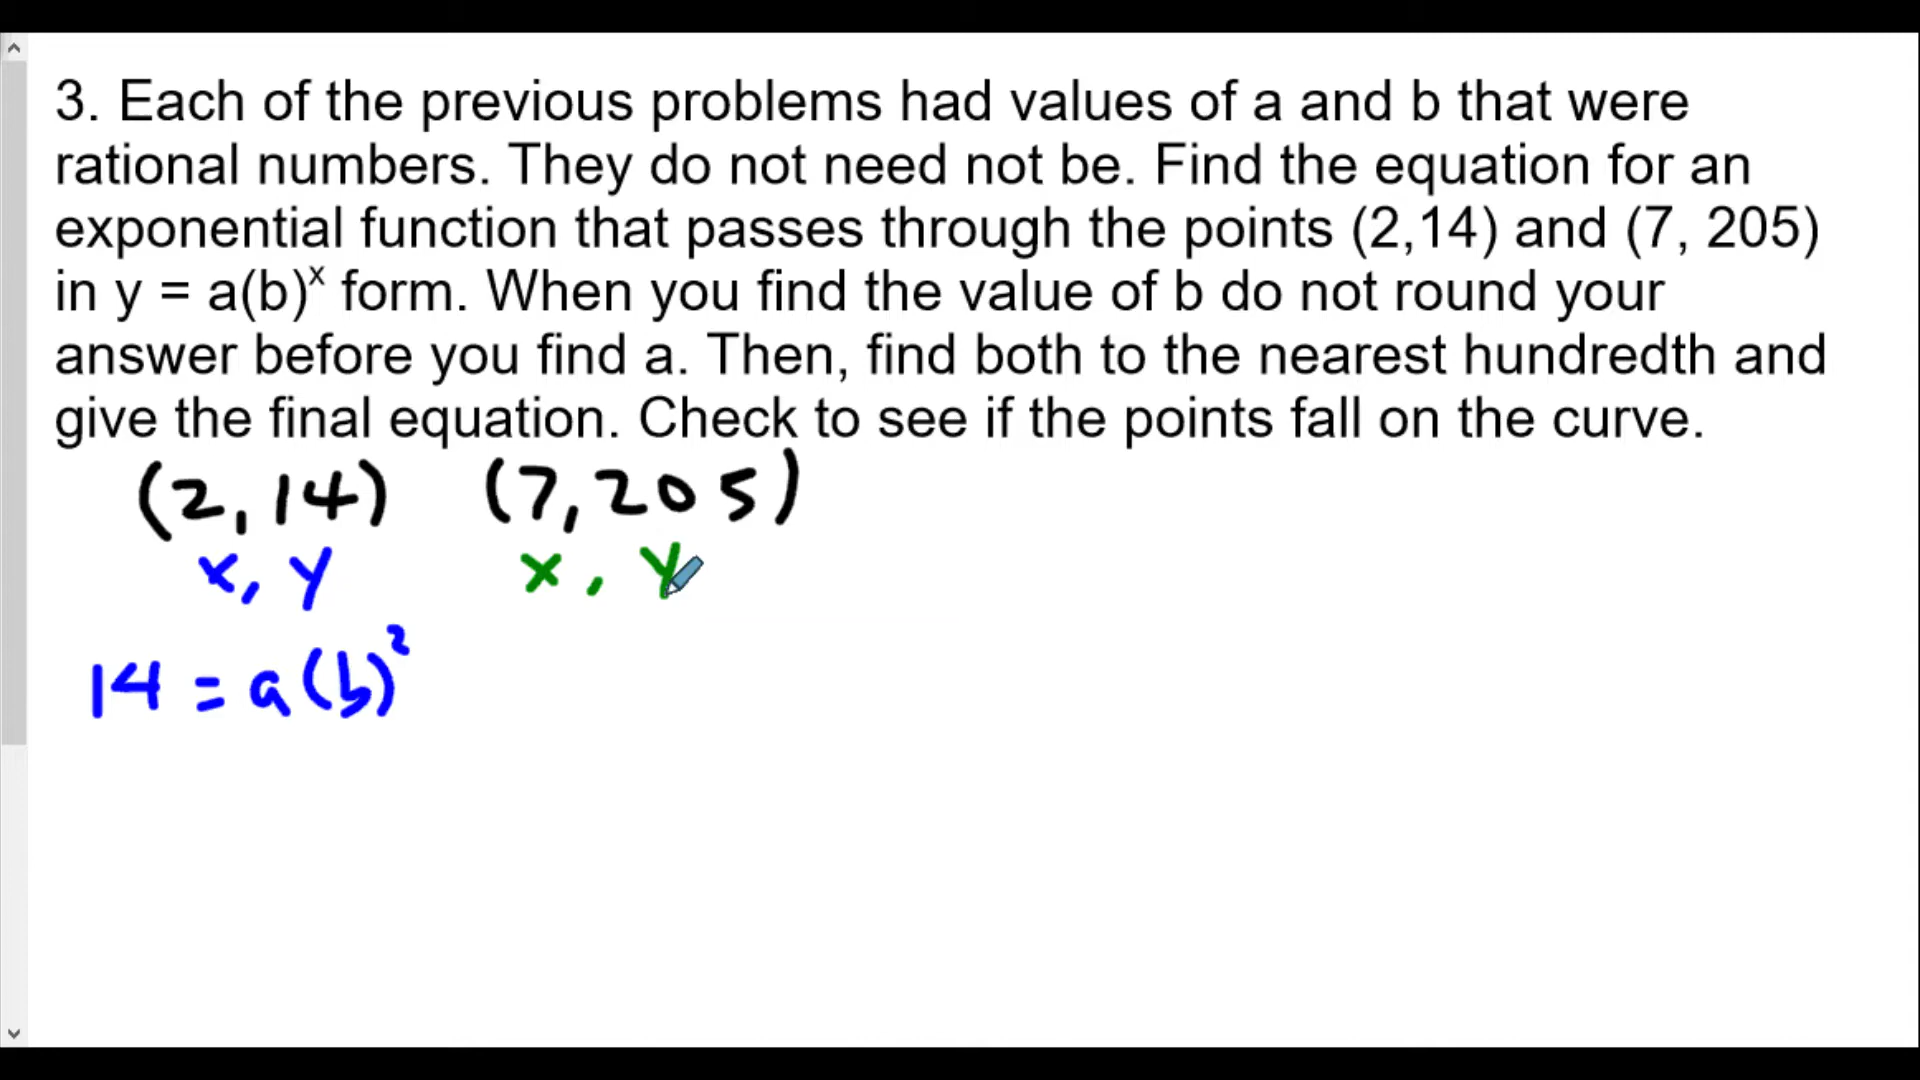 3. Each of the previous problems had values of a and b that were
rational numbers. They do not need not be. Find the equation for an
exponential function that passes through the points (2,14) and (7, 205)
in y = a(b)ˣ form. When you find the value of b do not round your
answer before you find a. Then, find both to the nearest hundredth and
give the final equation. Check to see if the points fall on the curve.
(2,14) (7,205)
x, y x, y
14 = a(b)²